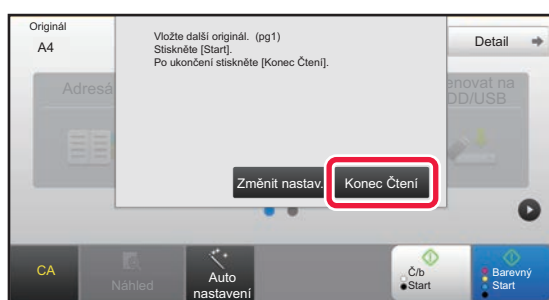 Originál
A4
Vložte další originál. (pg1)
Stiskněte [Start].
Po ukončení stiskněte [Konec Čtení].
Detail
Adresá
enovat na
DD/USB
Změnit nastav.
Konec Čtení
CA
Náhled
Auto
nastavení
Č/b
Start
Barevný
Start